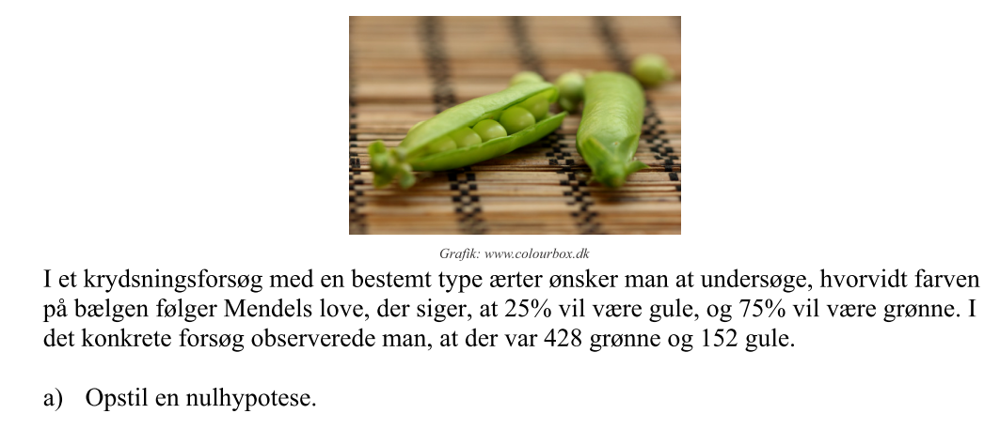 Grafik: www.colourbox.dk
I et krydsningsforsøg med en bestemt type ærter ønsker man at undersøge, hvorvidt farven
på bælgen følger Mendels love, der siger, at 25% vil være gule, og 75% vil være grønne. I
det konkrete forsøg observerede man, at der var 428 grønne og 152 gule.
a) Opstil en nulhypotese.